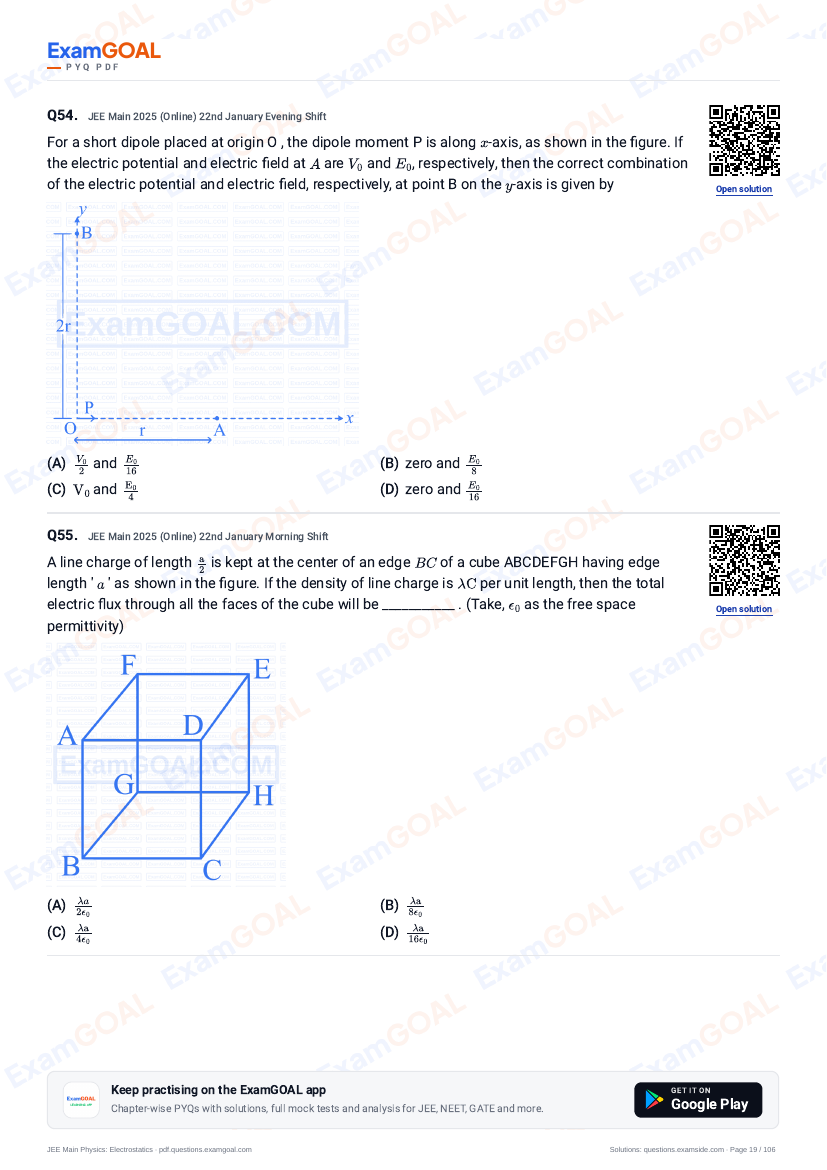 ExamGOAL
PYQ PDF
Q54. JEE Main 2025 (Online) 22nd January Evening Shift
For a short dipole placed at origin O , the dipole moment P is along x-axis, as shown in the figure. If
the electric potential and electric field at A are V₀ and E₀, respectively, then the correct combination
of the electric potential and electric field, respectively, at point B on the y-axis is given by
Open solution
y
B
2r
ExamGOAL.COM
P
O
r
A
x
(A) V₀/2 and E₀/16
(B) zero and E₀/8
(C) V₀ and E₀/4
(D) zero and E₀/16
Q55. JEE Main 2025 (Online) 22nd January Morning Shift
A line charge of length a/2 is kept at the center of an edge BC of a cube ABCDEFGH having edge
length ' a ' as shown in the figure. If the density of line charge is λC per unit length, then the total
electric flux through all the faces of the cube will be ___________ . (Take, ϵ₀ as the free space
permittivity)
Open solution
F
E
A
D
ExamGOAL.COM
G
H
B
C
(A) λa/2ϵ₀
(B) λa/8ϵ₀
(C) λa/4ϵ₀
(D) λa/16ϵ₀
Keep practising on the ExamGOAL app
Chapter-wise PYQs with solutions, full mock tests and analysis for JEE, NEET, GATE and more.
GET IT ON
Google Play
JEE Main Physics: Electrostatics · pdf.questions.examgoal.com
Solutions: questions.examside.com · Page 19 / 106